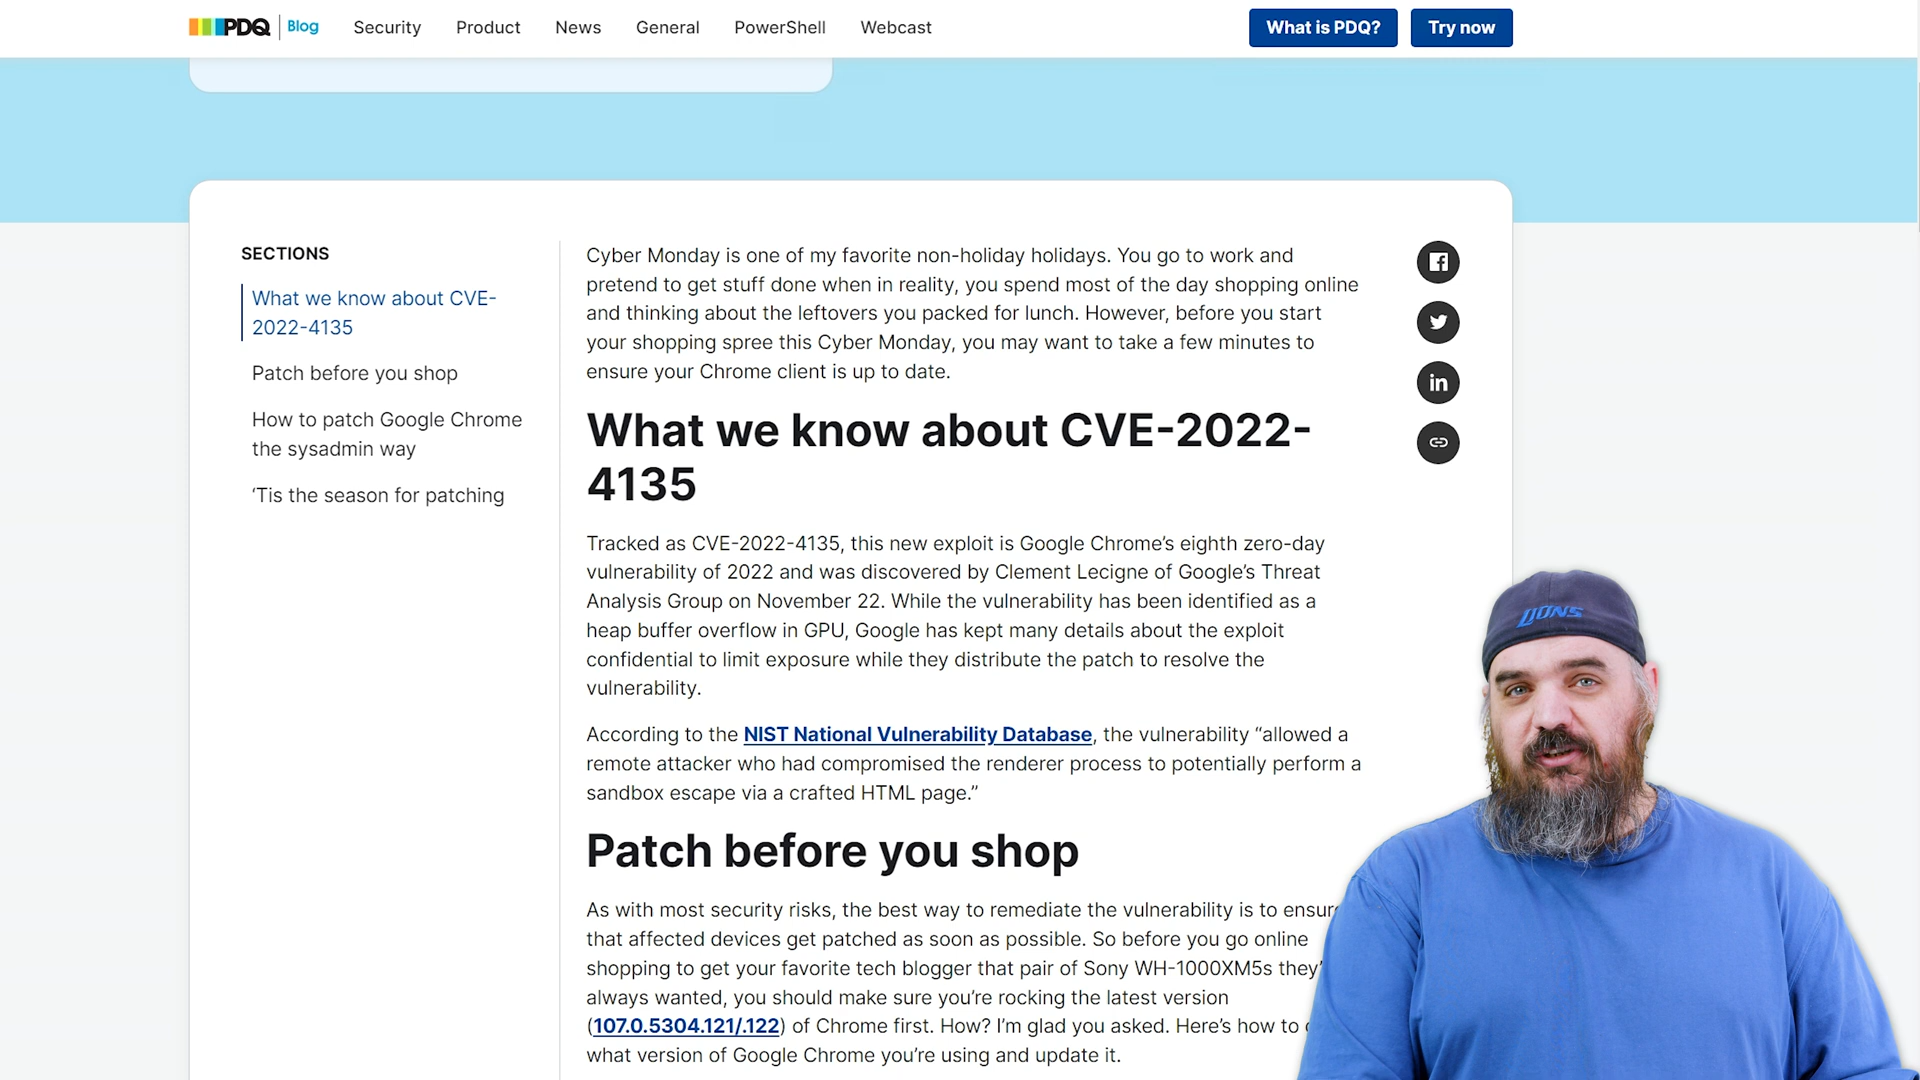 PDQ Blog Security Product News General PowerShell Webcast What is PDQ? Try now
SECTIONS
What we know about CVE-
2022-4135
Patch before you shop
How to patch Google Chrome
the sysadmin way
‘Tis the season for patching
Cyber Monday is one of my favorite non-holiday holidays. You go to work and
pretend to get stuff done when in reality, you spend most of the day shopping online
and thinking about the leftovers you packed for lunch. However, before you start
your shopping spree this Cyber Monday, you may want to take a few minutes to
ensure your Chrome client is up to date.
What we know about CVE-2022-
4135
Tracked as CVE-2022-4135, this new exploit is Google Chrome’s eighth zero-day
vulnerability of 2022 and was discovered by Clement Lecigne of Google’s Threat
Analysis Group on November 22. While the vulnerability has been identified as a
heap buffer overflow in GPU, Google has kept many details about the exploit
confidential to limit exposure while they distribute the patch to resolve the
vulnerability.
According to the NIST National Vulnerability Database, the vulnerability “allowed a
remote attacker who had compromised the renderer process to potentially perform a
sandbox escape via a crafted HTML page.”
Patch before you shop
As with most security risks, the best way to remediate the vulnerability is to ensure
that affected devices get patched as soon as possible. So before you go online
shopping to get your favorite tech blogger that pair of Sony WH-1000XM5s they’
always wanted, you should make sure you’re rocking the latest version
(107.0.5304.121/.122) of Chrome first. How? I’m glad you asked. Here’s how to
what version of Google Chrome you’re using and update it.
in
LIONS